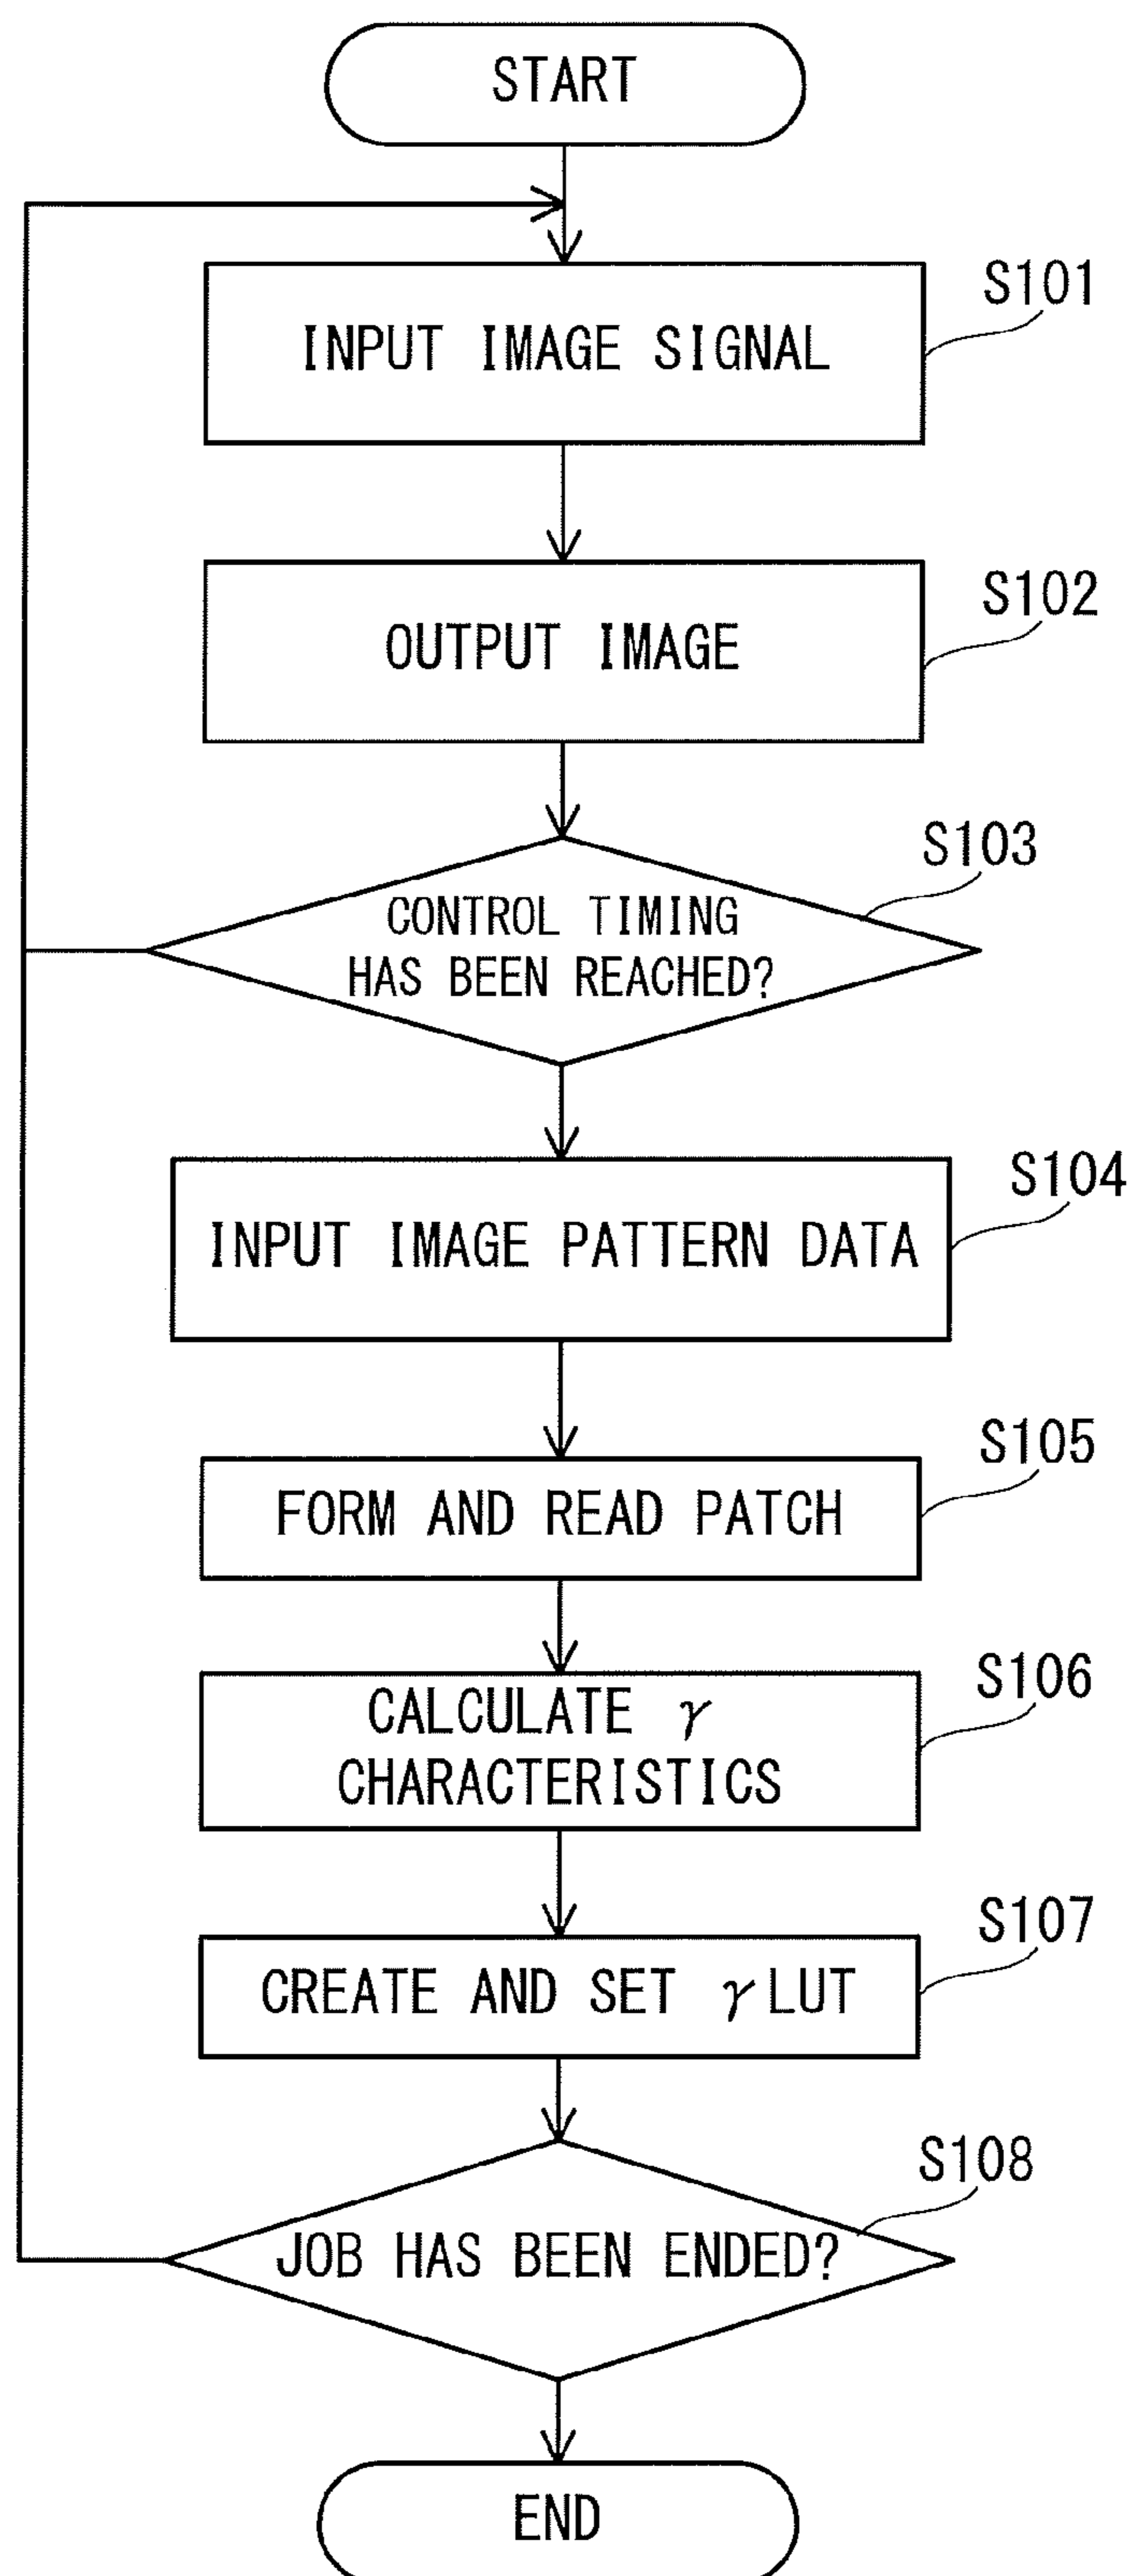 START
S101
INPUT IMAGE SIGNAL
S102
OUTPUT IMAGE
S103
CONTROL TIMING
HAS BEEN REACHED?
S104
INPUT IMAGE PATTERN DATA
S105
FORM AND READ PATCH
S106
CALCULATE γ
CHARACTERISTICS
S107
CREATE AND SET γ LUT
S108
JOB HAS BEEN ENDED?
END